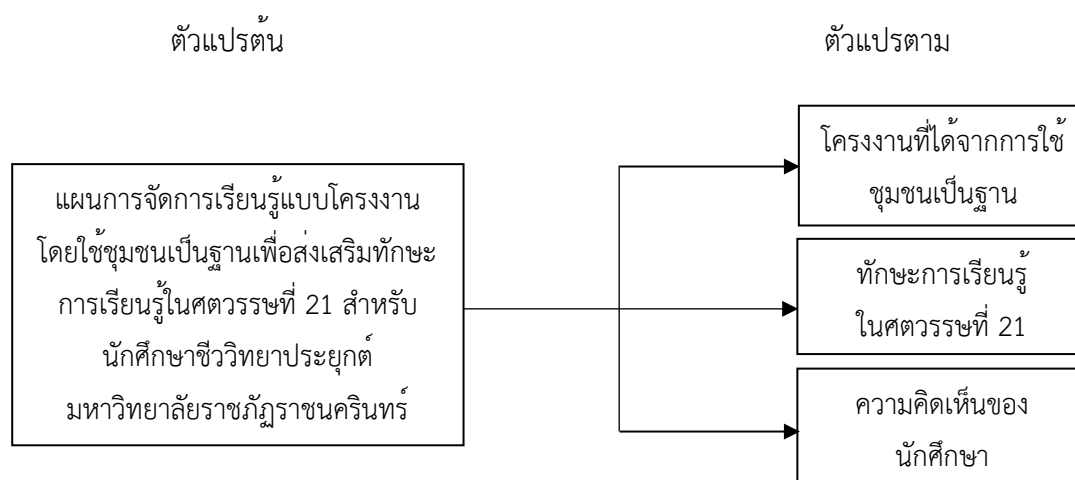 ตัวแปรต้น
ตัวแปรตาม
แผนการจัดการเรียนรู้แบบโครงงาน
โดยใช้ชุมชนเป็นฐานเพื่อส่งเสริมทักษะ
การเรียนรู้ในศตวรรษที่ 21 สำหรับ
นักศึกษาชีววิทยาประยุกต์
มหาวิทยาลัยราชภัฏราชนครินทร์
โครงงานที่ได้จากการใช้
ชุมชนเป็นฐาน
ทักษะการเรียนรู้
ในศตวรรษที่ 21
ความคิดเห็นของ
นักศึกษา